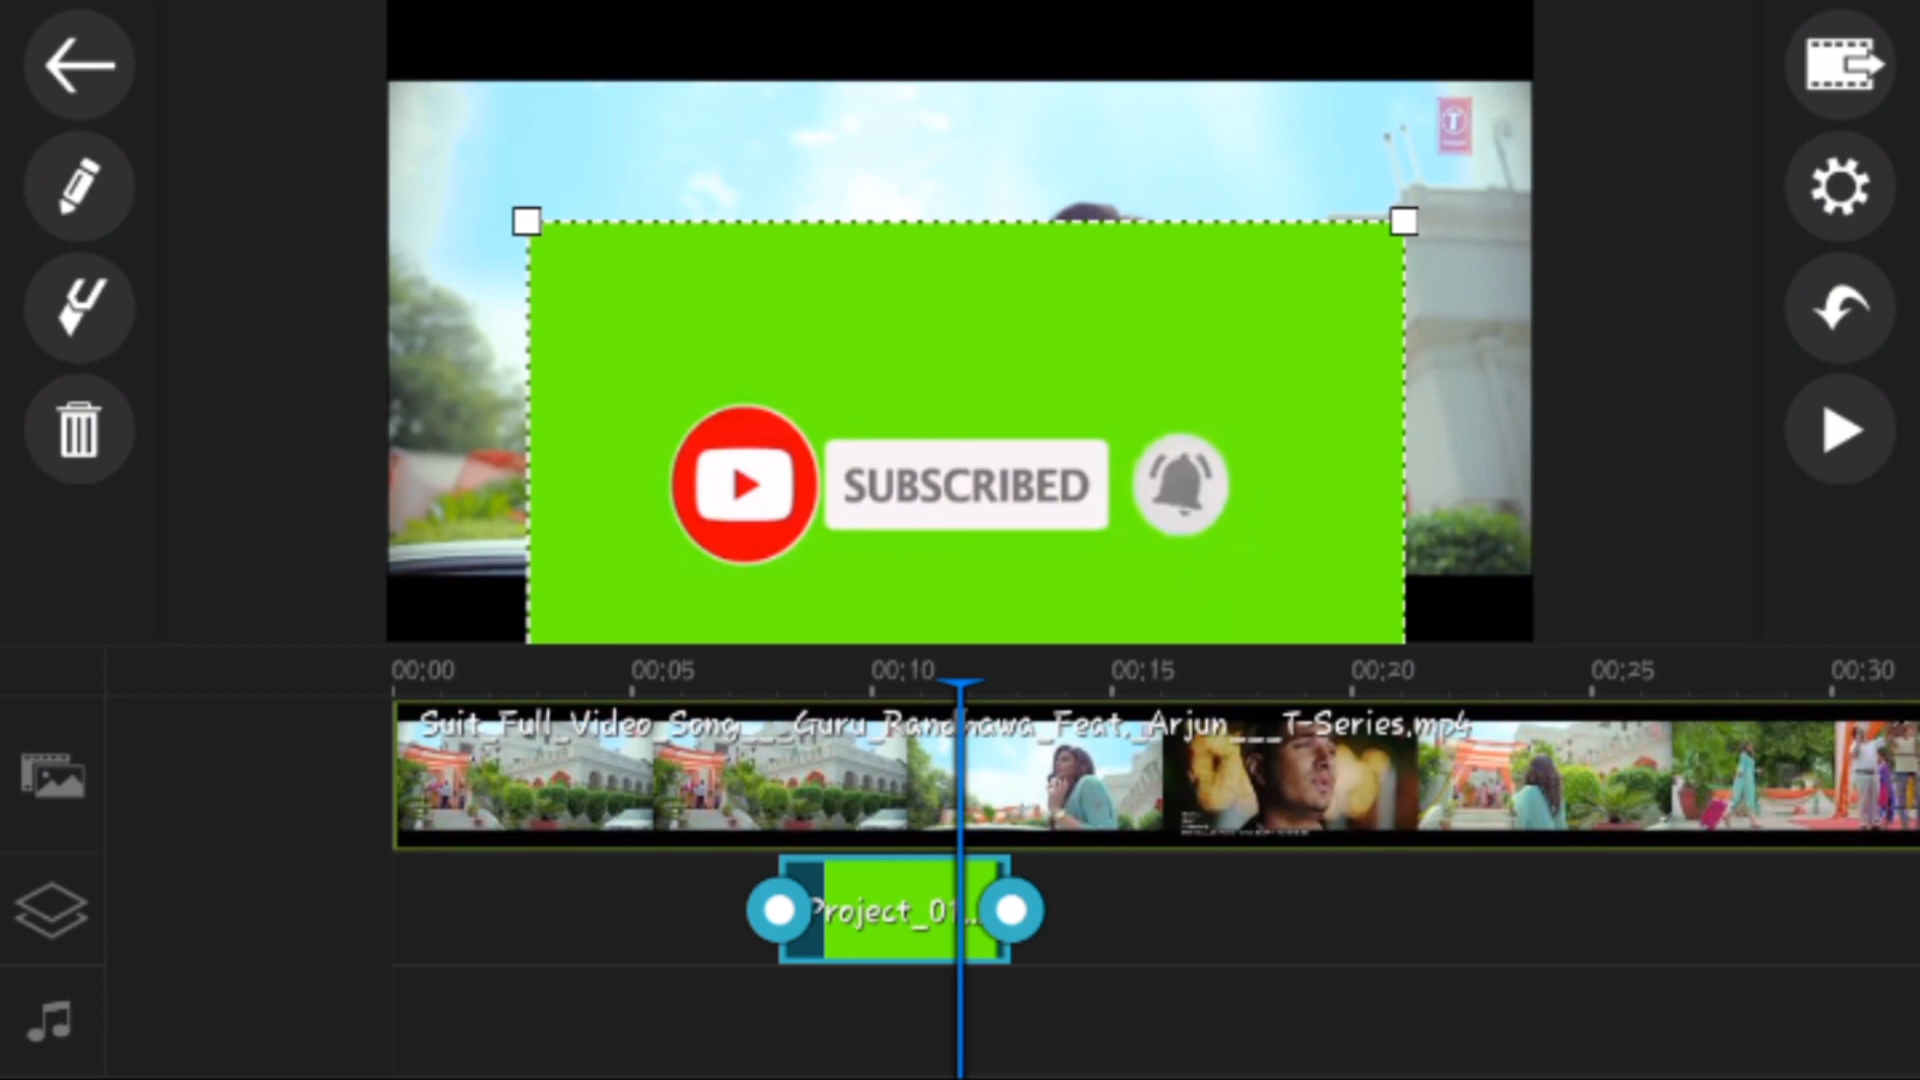 T
SUBSCRIBED
00;00 00;05 00;10 00;15 00;20 00;25 00;30
Suit_Full_Video_Song___Guru_Randhawa_Feat._Arjun___T-Series.mp4
Project_01...